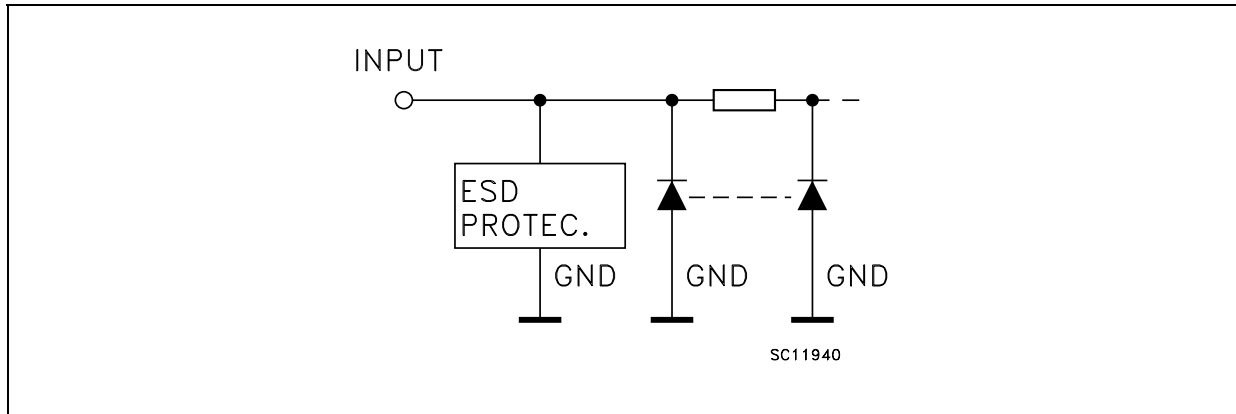 INPUT
ESD
PROTEC.
GND
GND
GND
SC11940